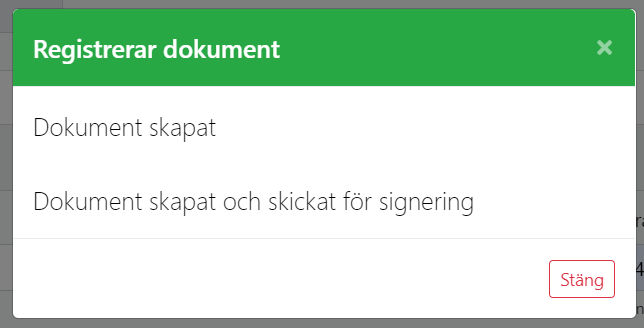 Registrerar dokument
×
Dokument skapat
Dokument skapat och skickat för signering
Stäng